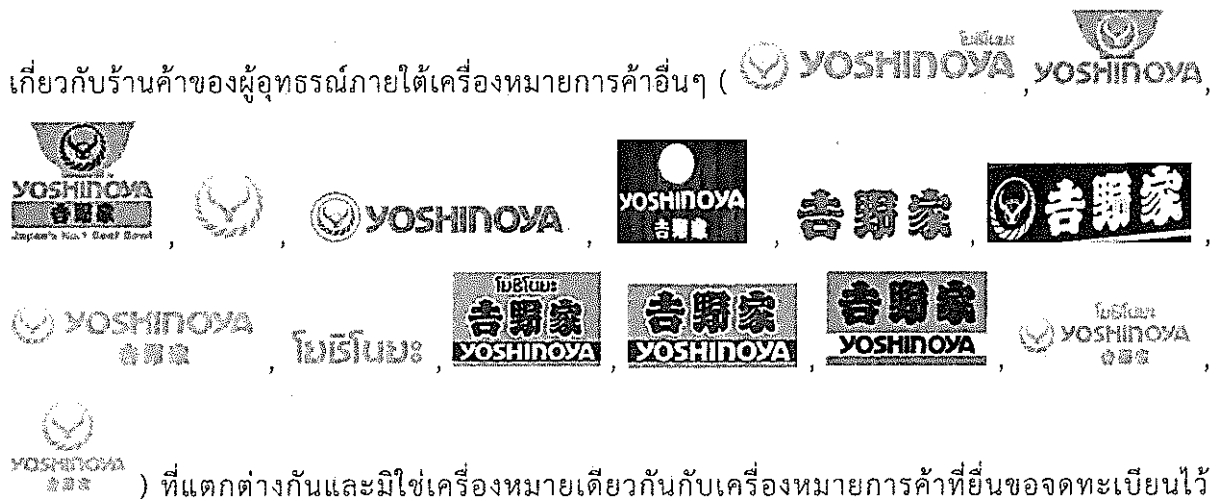 เกี่ยวกับร้านค้าของผู้อุทธรณ์ภายใต้เครื่องหมายการค้าอื่นๆ ( โยชิโนยะ YOSHINOYA , YOSHINOYA ,
YOSHINOYA 吉野家 Japan's No.1 Beef Bowl , , YOSHINOYA , YOSHINOYA 吉野家 , 吉野家 , 吉野家 ,
YOSHINOYA 吉野家 , โยชิโนยะ , โยชิโนยะ 吉野家 YOSHINOYA , 吉野家 YOSHINOYA , 吉野家 YOSHINOYA , โยชิโนยะ YOSHINOYA 吉野家 ,
YOSHINOYA 吉野家 ) ที่แตกต่างกันและมิใช่เครื่องหมายเดียวกันกับเครื่องหมายการค้าที่ยื่นขอจดทะเบียนไว้